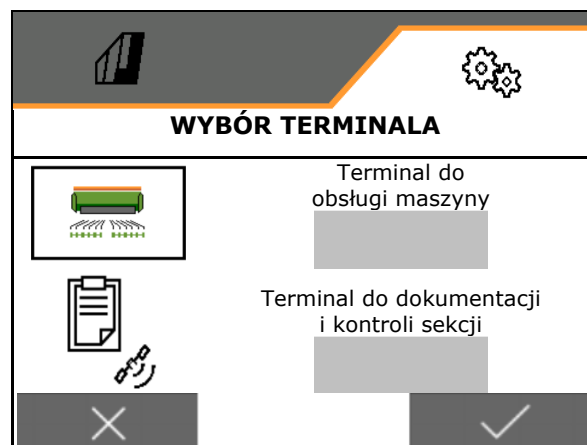 WYBÓR TERMINALA
Terminal do
obsługi maszyny
Terminal do dokumentacji
i kontroli sekcji